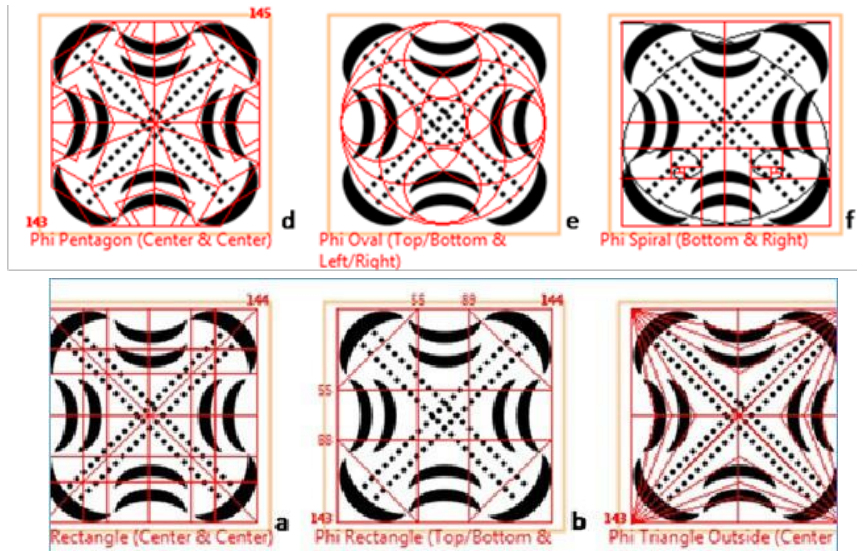 145
143
d
Phi Pentagon (Center & Center)
e
Phi Oval (Top/Bottom &
Left/Right)
f
Phi Spiral (Bottom & Right)
144
a
Rectangle (Center & Center)
55 89 144
55
88
143
b
Phi Rectangle (Top/Bottom &
143
Phi Triangle Outside (Center